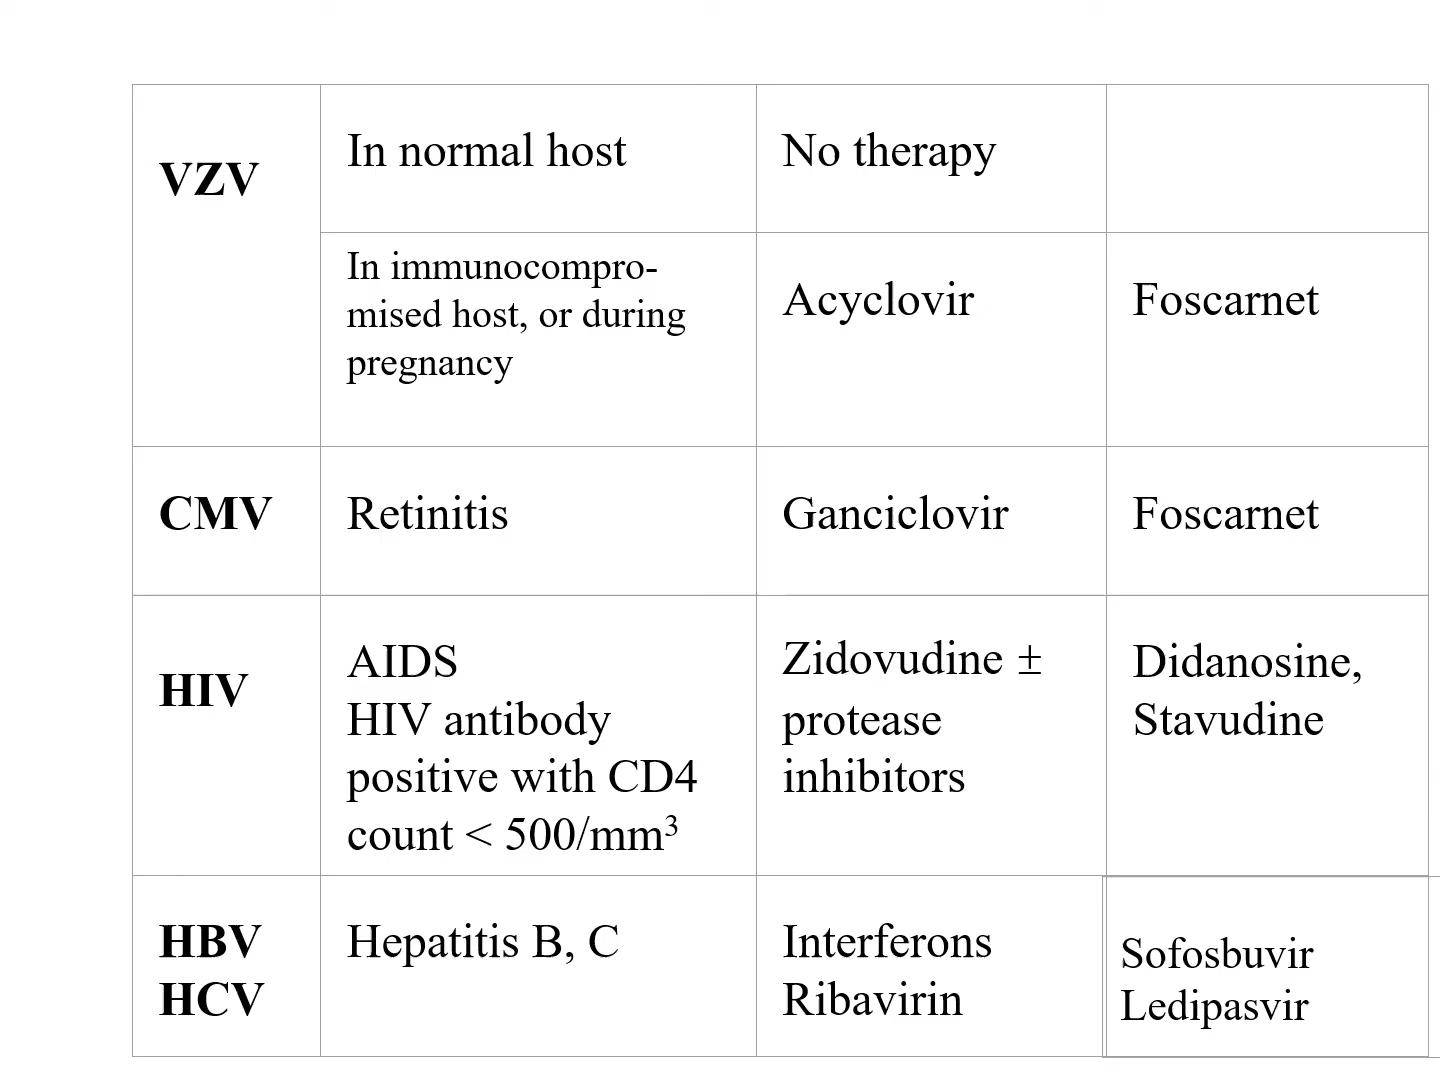 VZV
In normal host
No therapy
In immunocompro-
mised host, or during
pregnancy
Acyclovir
Foscarnet
CMV
Retinitis
Ganciclovir
Foscarnet
HIV
AIDS
HIV antibody
positive with CD4
count < 500/mm³
Zidovudine ±
protease
inhibitors
Didanosine,
Stavudine
HBV
HCV
Hepatitis B, C
Interferons
Ribavirin
Sofosbuvir
Ledipasvir